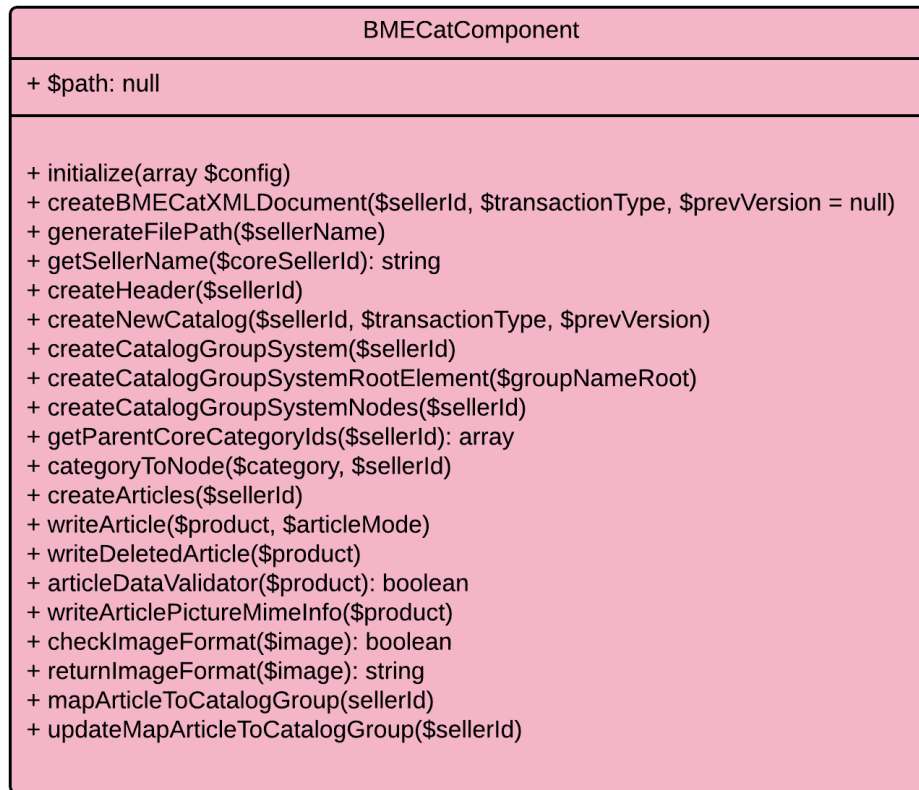 BMECatComponent
+ $path: null
+ initialize(array $config)
+ createBMECatXMLDocument($sellerId, $transactionType, $prevVersion = null)
+ generateFilePath($sellerName)
+ getSellerName($coreSellerId): string
+ createHeader($sellerId)
+ createNewCatalog($sellerId, $transactionType, $prevVersion)
+ createCatalogGroupSystem($sellerId)
+ createCatalogGroupSystemRootElement($groupNameRoot)
+ createCatalogGroupSystemNodes($sellerId)
+ getParentCoreCategoryIds($sellerId): array
+ categoryToNode($category, $sellerId)
+ createArticles($sellerId)
+ writeArticle($product, $articleMode)
+ writeDeletedArticle($product)
+ articleDataValidator($product): boolean
+ writeArticlePictureMimeInfo($product)
+ checkImageFormat($image): boolean
+ returnImageFormat($image): string
+ mapArticleToCatalogGroup(sellerId)
+ updateMapArticleToCatalogGroup($sellerId)